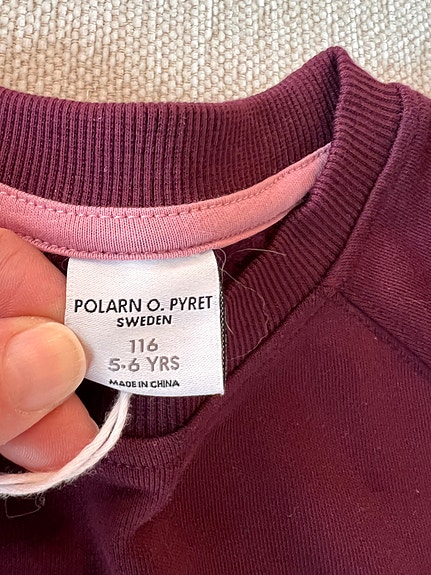 POLARN O. PYRET
SWEDEN
116
5-6 YRS
MADE IN CHINA